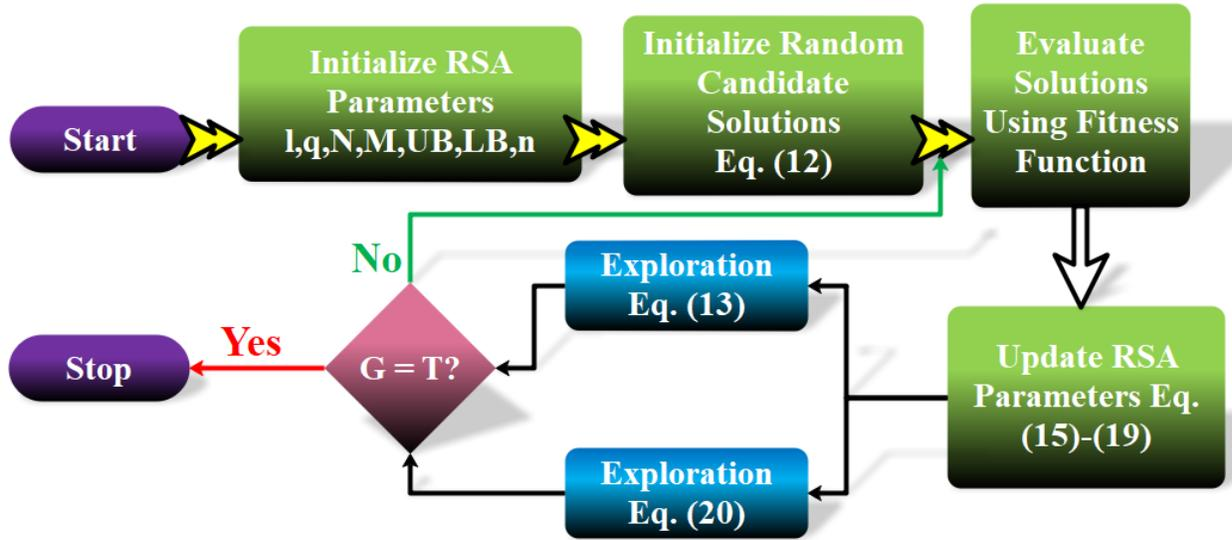 Start
Initialize RSA
Parameters
l,q,N,M,UB,LB,n
Initialize Random
Candidate
Solutions
Eq. (12)
Evaluate
Solutions
Using Fitness
Function
Update RSA
Parameters Eq.
(15)-(19)
Exploration
Eq. (13)
Exploration
Eq. (20)
G = T?
No
Yes
Stop